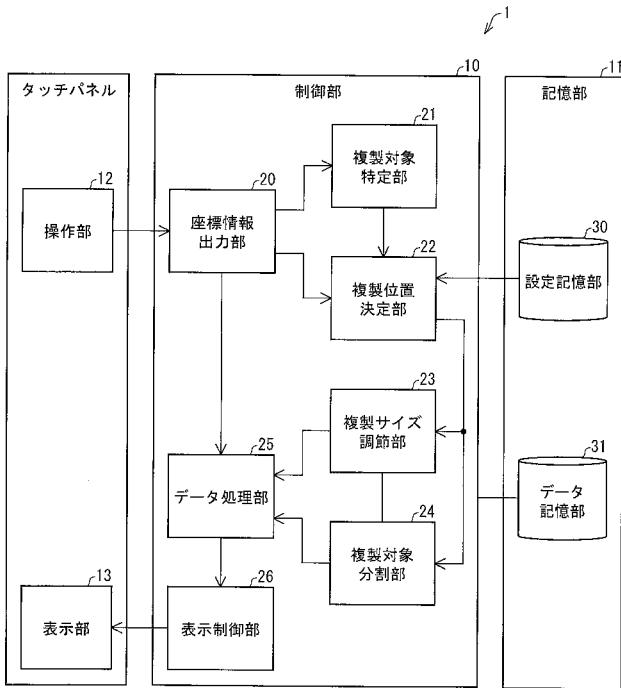 1
10
11
タッチパネル
制御部
記憶部
21
複製対象
特定部
12
操作部
20
座標情報
出力部
22
複製位置
決定部
30
設定記憶部
23
複製サイズ
調節部
25
データ処理部
31
データ
記憶部
24
複製対象
分割部
13
表示部
26
表示制御部